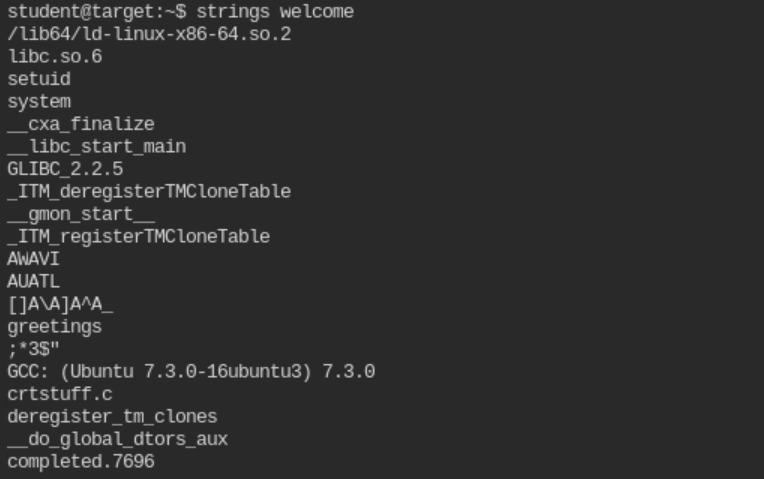 student@target:~$ strings welcome
/lib64/ld-linux-x86-64.so.2
libc.so.6
setuid
system
__cxa_finalize
__libc_start_main
GLIBC_2.2.5
_ITM_deregisterTMCloneTable
__gmon_start__
_ITM_registerTMCloneTable
AWAVI
AUATL
[]A\A]A^A_
greetings
;*3$"
GCC: (Ubuntu 7.3.0-16ubuntu3) 7.3.0
crtstuff.c
deregister_tm_clones
__do_global_dtors_aux
completed.7696